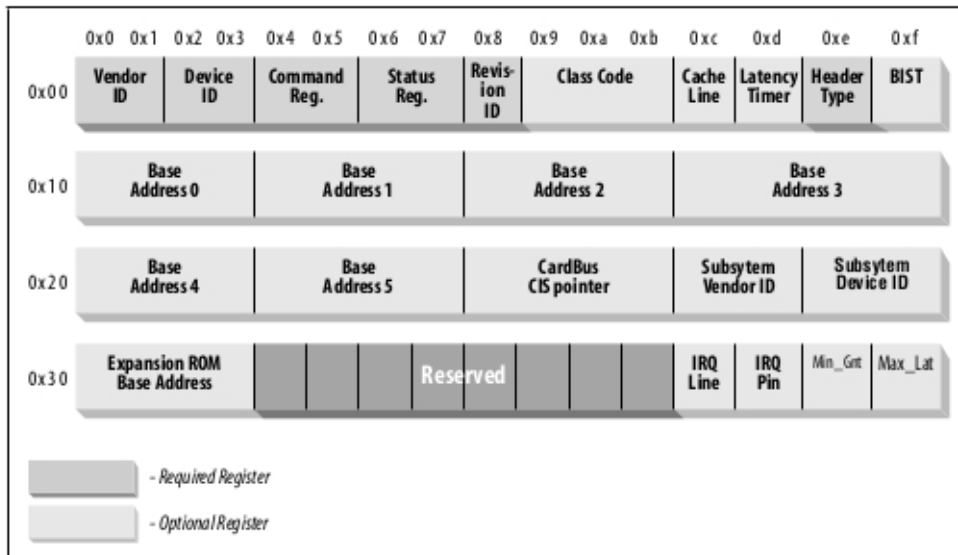 0x0 0x1 0x2 0x3 0x4 0x5 0x6 0x7 0x8 0x9 0xa 0xb 0xc 0xd 0xe 0xf
0x00
Vendor
ID
Device
ID
Command
Reg.
Status
Reg.
Revis-
ion
ID
Class Code
Cache
Line
Latency
Timer
Header
Type
BIST
0x10
Base
Address 0
Base
Address 1
Base
Address 2
Base
Address 3
0x20
Base
Address 4
Base
Address 5
CardBus
CIS pointer
Subsytem
Vendor ID
Subsytem
Device ID
0x30
Expansion ROM
Base Address
Reserved
IRQ
Line
IRQ
Pin
Min_Gnt
Max_Lat
- Required Register
- Optional Register